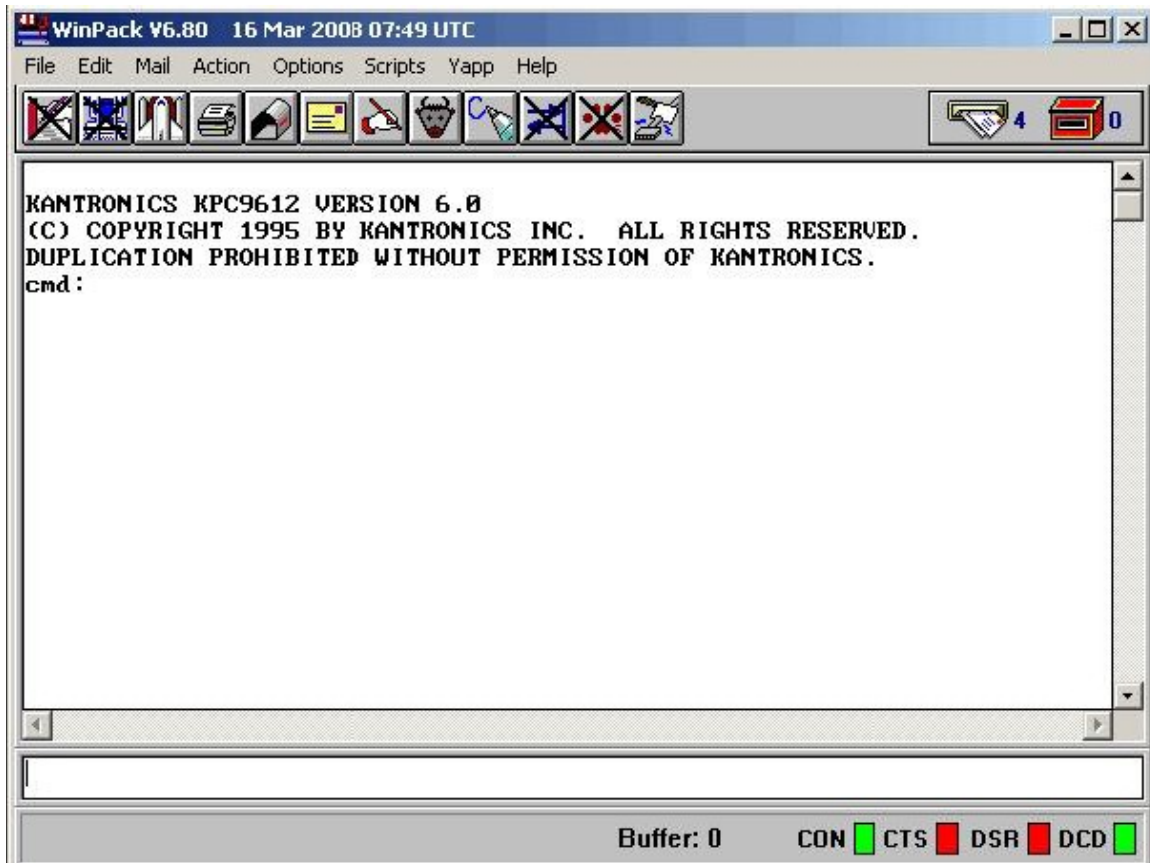 WinPack V6.80 16 Mar 2008 07:49 UTC
File Edit Mail Action Options Scripts Yapp Help
4 0
KANTRONICS KPC9612 VERSION 6.0
(C) COPYRIGHT 1995 BY KANTRONICS INC. ALL RIGHTS RESERVED.
DUPLICATION PROHIBITED WITHOUT PERMISSION OF KANTRONICS.
cmd:
Buffer: 0 CON CTS DSR DCD